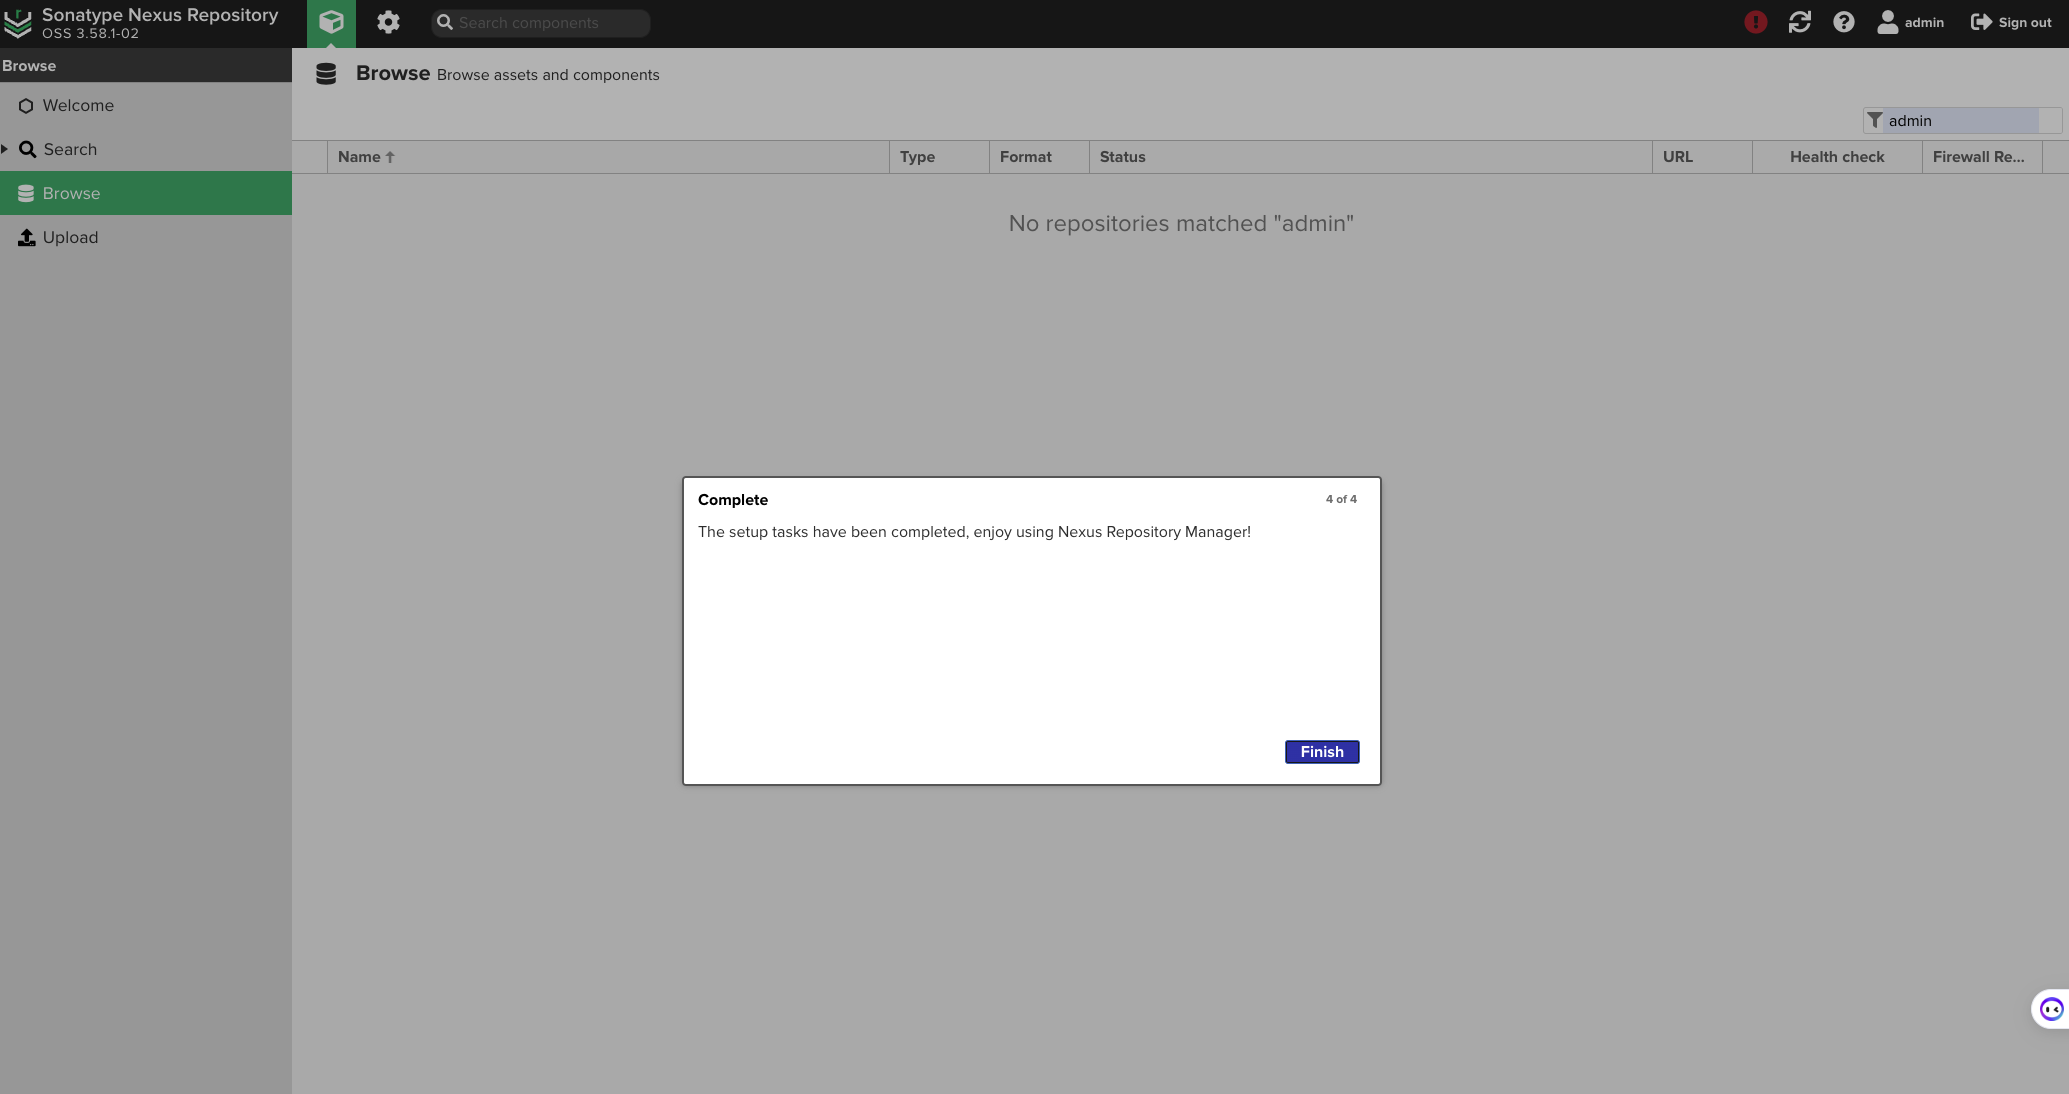 Sonatype Nexus Repository
OSS 3.58.1-02
Search components
admin
Sign out
Browse
Browse Browse assets and components
Welcome
admin
Search
Name
Type
Format
Status
URL
Health check
Firewall Re...
Browse
No repositories matched "admin"
Upload
Complete
4 of 4
The setup tasks have been completed, enjoy using Nexus Repository Manager!
Finish